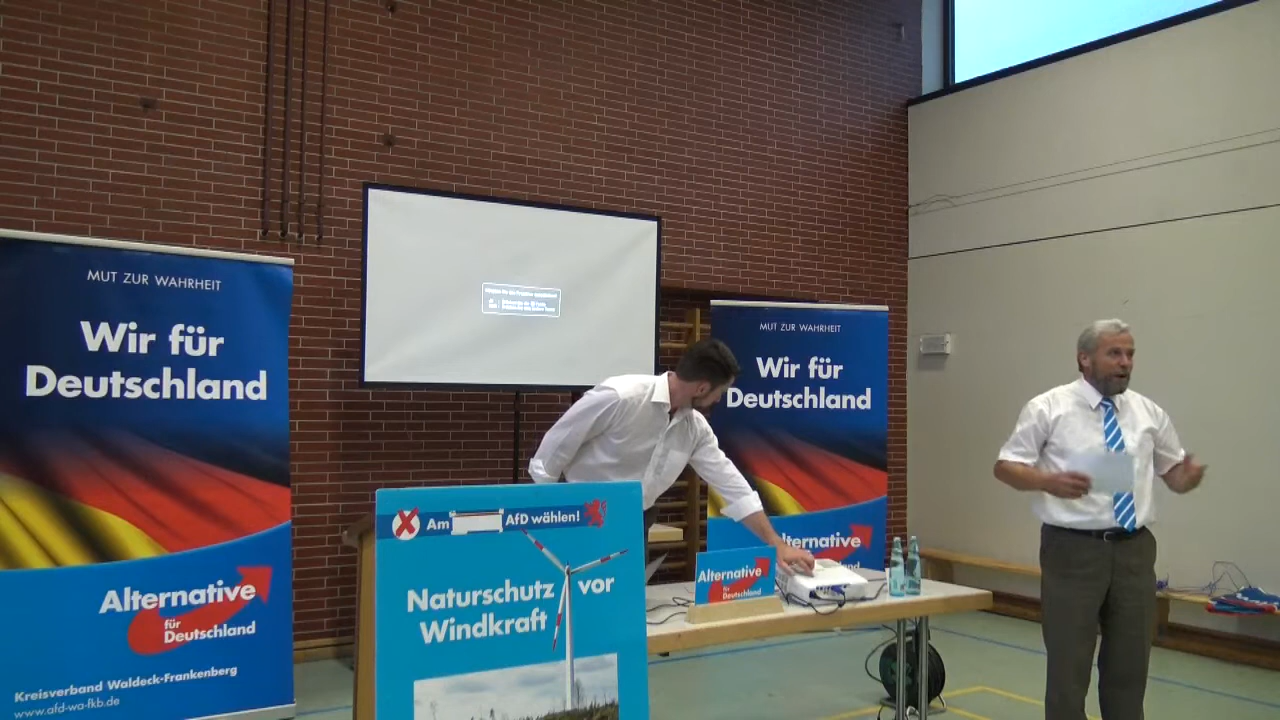 MUT ZUR WAHRHEIT
Wir für
Deutschland
Alternative
für
Deutschland
Kreisverband Waldeck-Frankenberg
www.afd-wa-fkb.de
MUT ZUR WAHRHEIT
Wir für
Deutschland
Alternative
Am
AfD wählen!
Naturschutz vor
Windkraft
Alternative
für
Deutschland